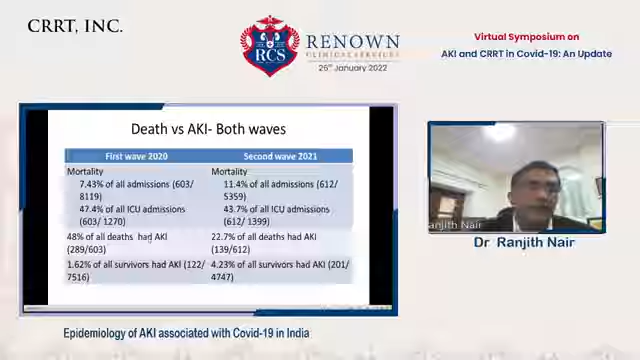 CRRT, INC.
RCS
RENOWN
CLINICAL SERVICES
26th January 2022
Virtual Symposium on
AKI and CRRT in Covid-19: An Update
Death vs AKI- Both waves
First wave 2020
Second wave 2021
Mortality
7.43% of all admissions (603/
8119)
47.4% of all ICU admissions
(603/ 1270)
Mortality
11.4% of all admissions (612/
5359)
43.7% of all ICU admissions
(612/ 1399)
48% of all deaths had AKI
(289/603)
22.7% of all deaths had AKI
(139/612)
1.62% of all survivors had AKI (122/
7516)
4.23% of all survivors had AKI (201/
4747)
anjith Nair
Dr Ranjith Nair
Epidemiology of AKI associated with Covid-19 in India